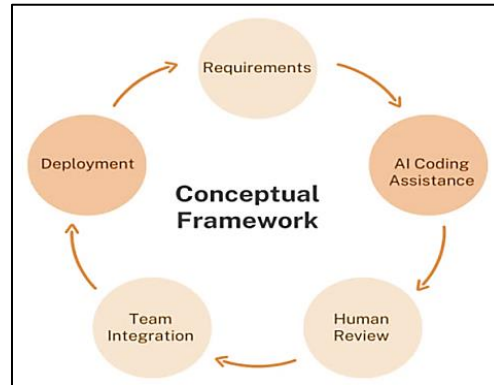 Requirements
AI Coding
Assistance
Human
Review
Team
Integration
Deployment
Conceptual
Framework